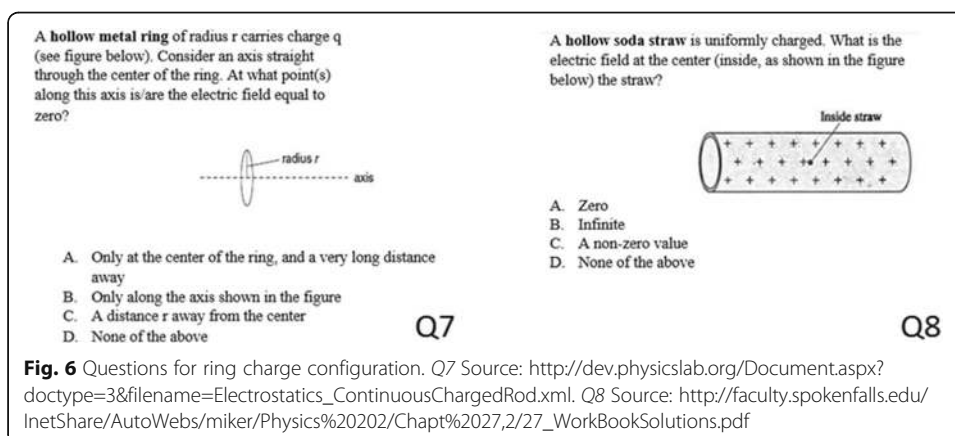 A hollow metal ring of radius r carries charge q
(see figure below). Consider an axis straight
through the center of the ring. At what point(s)
along this axis is/are the electric field equal to
zero?
radius r
axis
A. Only at the center of the ring, and a very long distance
away
B. Only along the axis shown in the figure
C. A distance r away from the center
D. None of the above
Q7
A hollow soda straw is uniformly charged. What is the
electric field at the center (inside, as shown in the figure
below) the straw?
Inside straw
+ + + + + + + +
+ + + + + + + +
+ + + + + + + +
A. Zero
B. Infinite
C. A non-zero value
D. None of the above
Q8
Fig. 6 Questions for ring charge configuration. Q7 Source: http://dev.physicslab.org/Document.aspx?
doctype=3&filename=Electrostatics_ContinuousChargedRod.xml. Q8 Source: http://faculty.spokenfalls.edu/
InetShare/AutoWebs/miker/Physics%20202/Chapt%2027,2/27_WorkBookSolutions.pdf